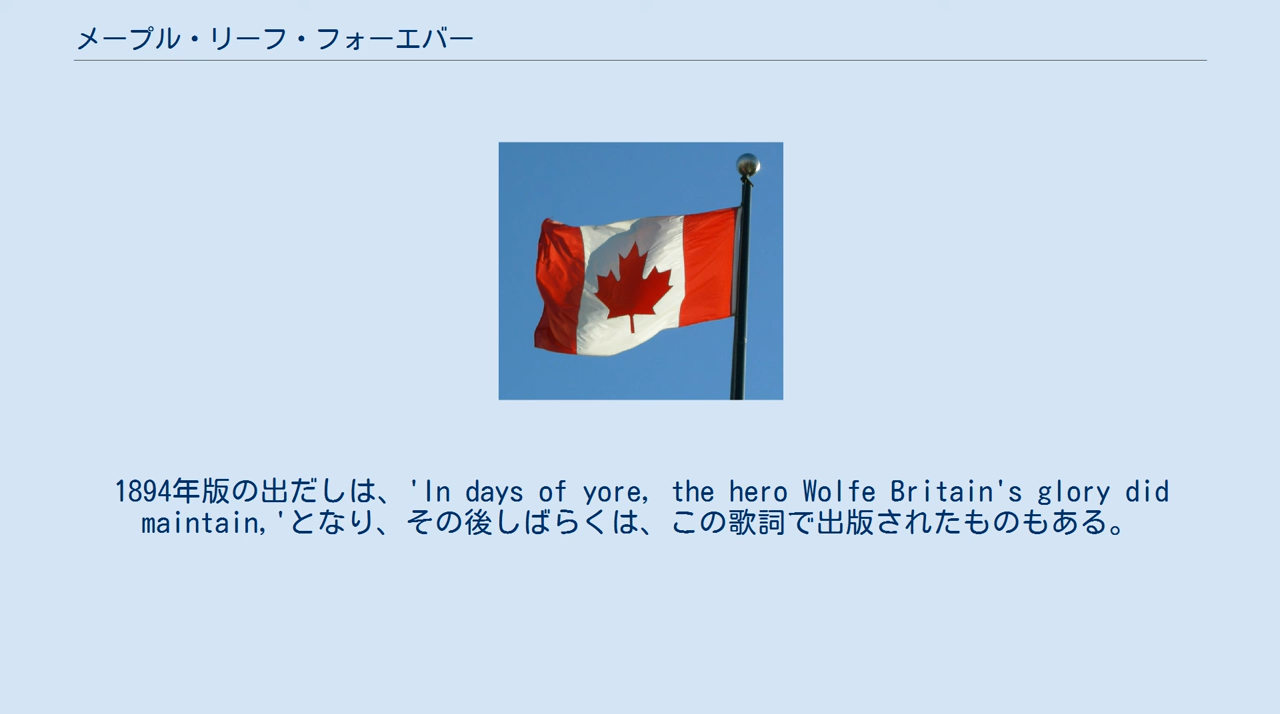 メープル・リーフ・フォーエバー
1894年版の出だしは、'In days of yore, the hero Wolfe Britain's glory did
maintain,'となり、その後しばらくは、この歌詞で出版されたものもある。